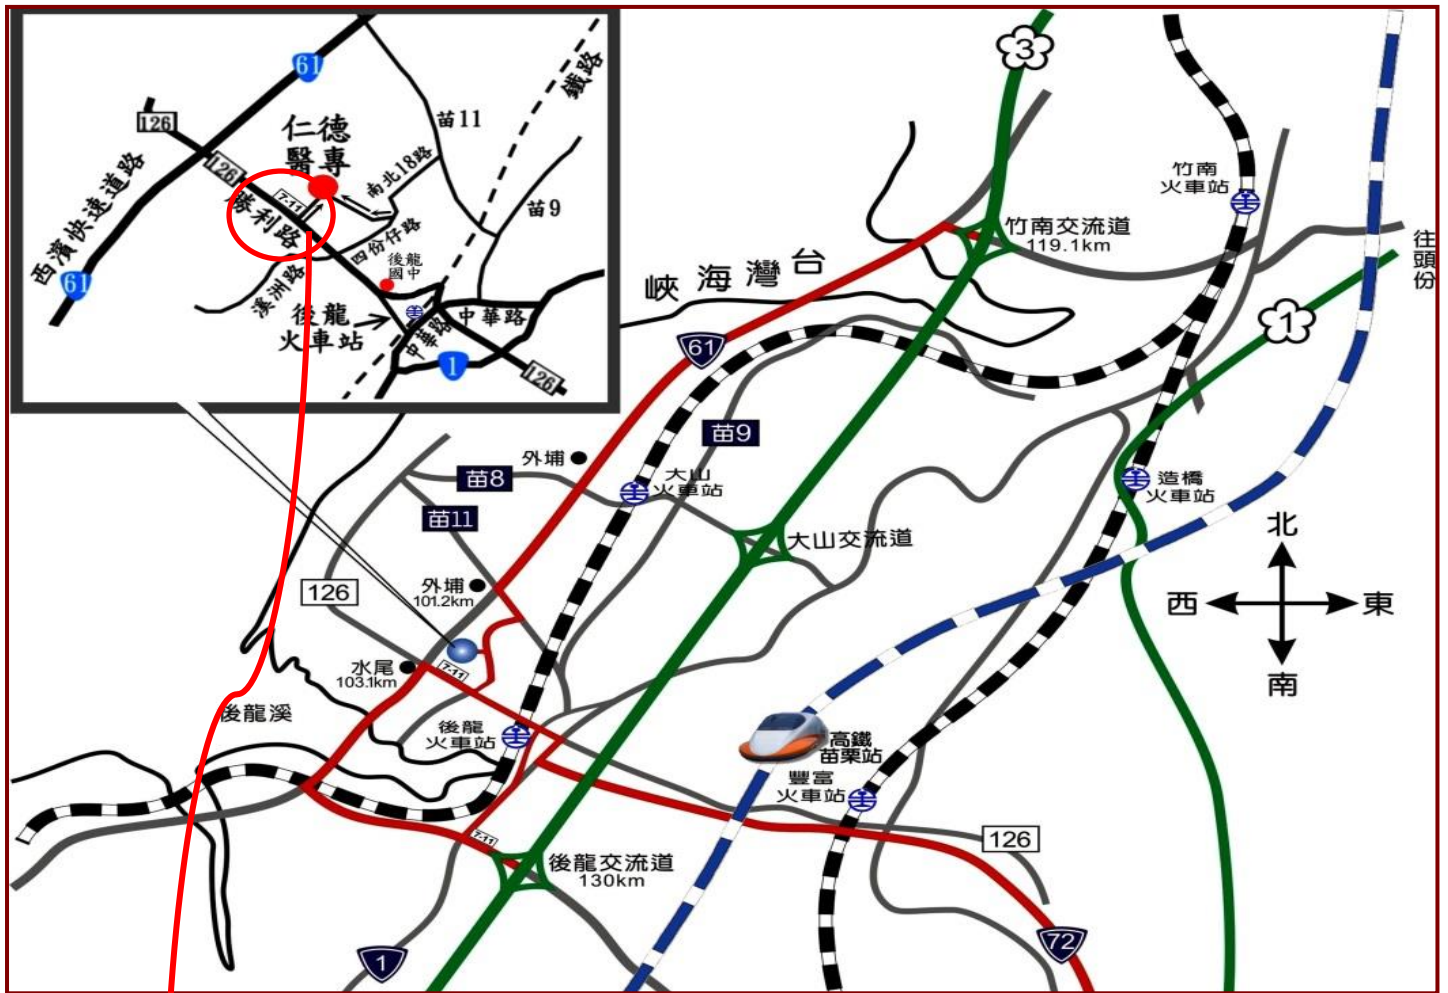 61
126
126
仁德
醫專
苗11
鐵路
南北18路
7-11
勝利路
四份仔路
苗9
西濱快速道路
61
溪洲路
後龍
國中
後龍
火車站
中華路
中華路
1
126
3
竹南
火車站
竹南交流道
119.1km
往頭份
台灣海峽
1
61
苗9
外埔
苗8
大山
火車站
造橋
火車站
苗11
大山交流道
北
西
東
南
外埔
101.2km
126
水尾
103.1km
7-11
後龍溪
後龍
火車站
高鐵
苗栗站
豐富
火車站
7-11
126
後龍交流道
130km
1
72